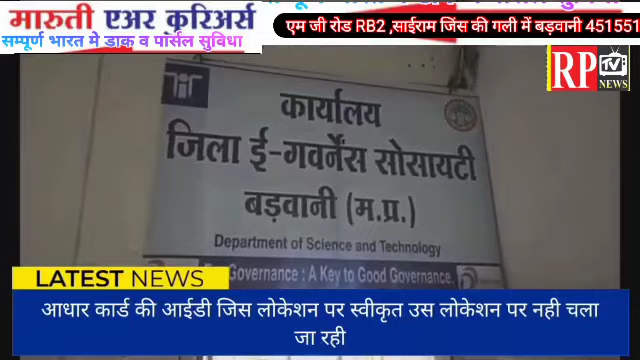 मारुती एअर कुरिअर्स
सम्पूर्ण भारत मे डाक व पार्सल सुविधा
एम जी रोड RB2 ,साईराम जिंस की गली में बड़वानी 451551
RP TV NEWS
कार्यालय
जिला ई-गवर्नेंस सोसायटी
बड़वानी (म.प्र.)
Department of Science and Technology
Governance : A Key to Good Governance.
LATEST NEWS
आधार कार्ड की आईडी जिस लोकेशन पर स्वीकृत उस लोकेशन पर नही चला
जा रही